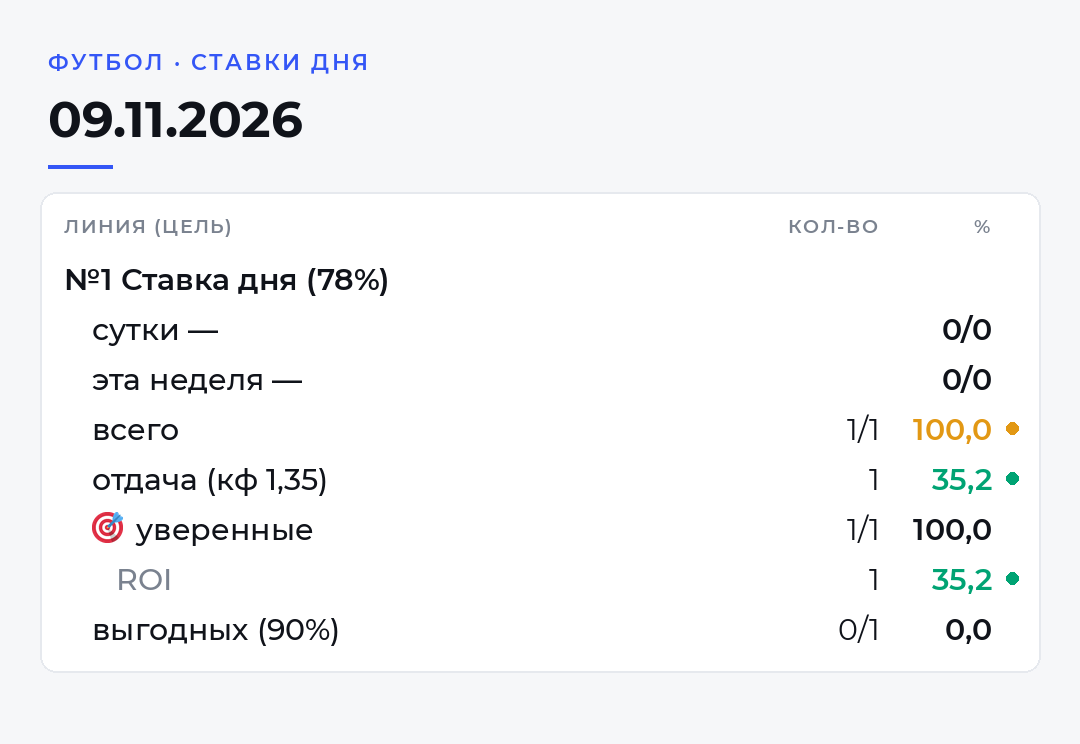 ФУТБОЛ · СТАВКИ ДНЯ
09.11.2026
ЛИНИЯ (ЦЕЛЬ) КОЛ-ВО %
№1 Ставка дня (78%)
сутки — 0/0
эта неделя — 0/0
всего 1/1 100,0
отдача (кф 1,35) 1 35,2
уверенные 1/1 100,0
ROI 1 35,2
выгодных (90%) 0/1 0,0